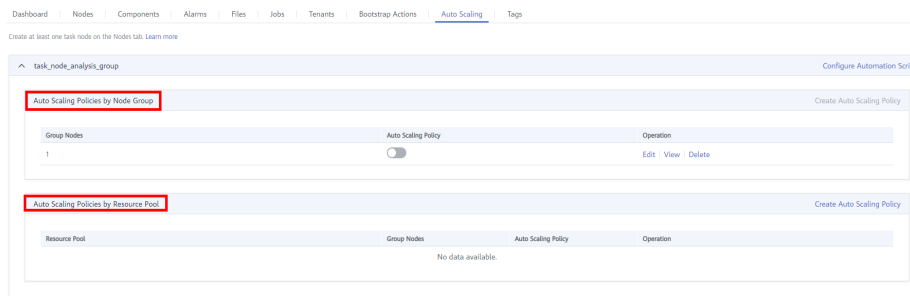 Dashboard Nodes Components Alarms Files Jobs Tenants Bootstrap Actions Auto Scaling Tags
Create at least one task node on the Nodes tab. Learn more
task_node_analysis_group Configure Automation Scri
Auto Scaling Policies by Node Group Create Auto Scaling Policy
Group Nodes Auto Scaling Policy Operation
1 Edit View Delete
Auto Scaling Policies by Resource Pool Create Auto Scaling Policy
Resource Pool Group Nodes Auto Scaling Policy Operation
No data available.